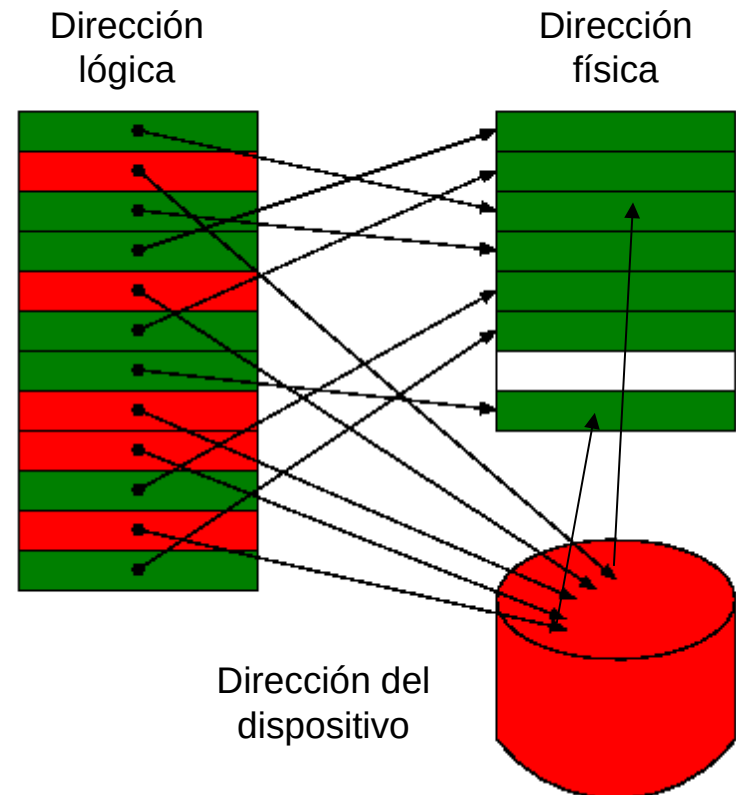 Dirección
lógica
Dirección
física
Dirección del
dispositivo